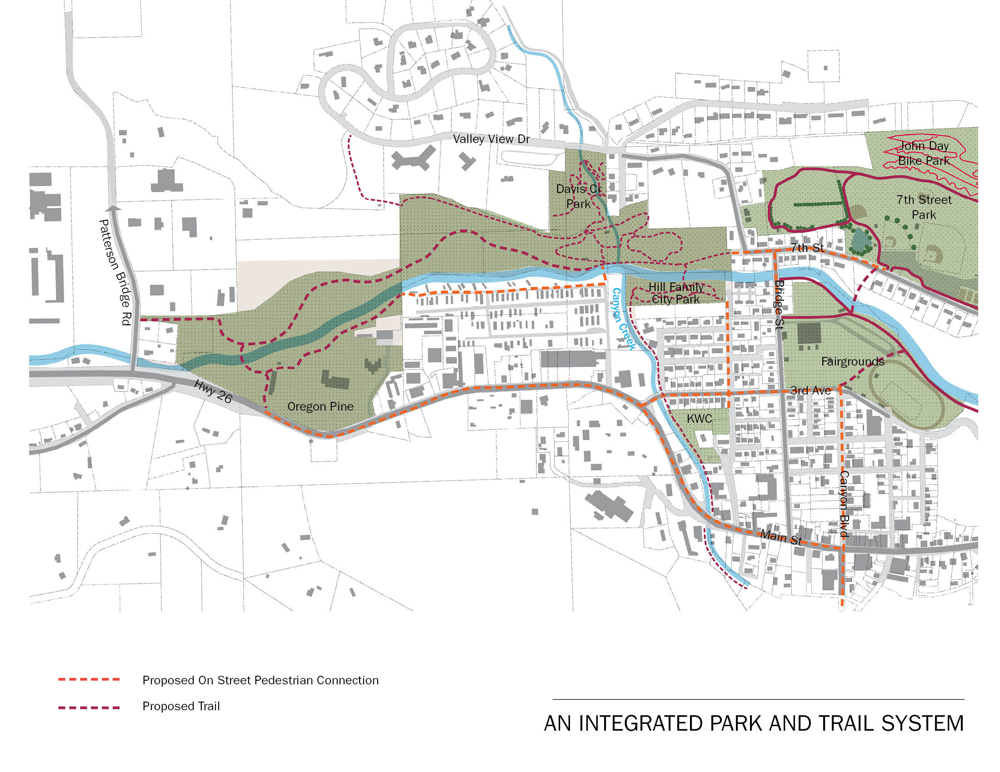 Valley View Dr
John Day
Bike Park
Davis Cr
Park
7th Street
Park
Patterson Bridge Rd
7th St
Hill Family
City Park
Bridge St
Canyon Creek
Fairgrounds
Hwy 26
3rd Ave
Oregon Pine
KWC
Canyon Blvd
Main St
Proposed On Street Pedestrian Connection
Proposed Trail
AN INTEGRATED PARK AND TRAIL SYSTEM